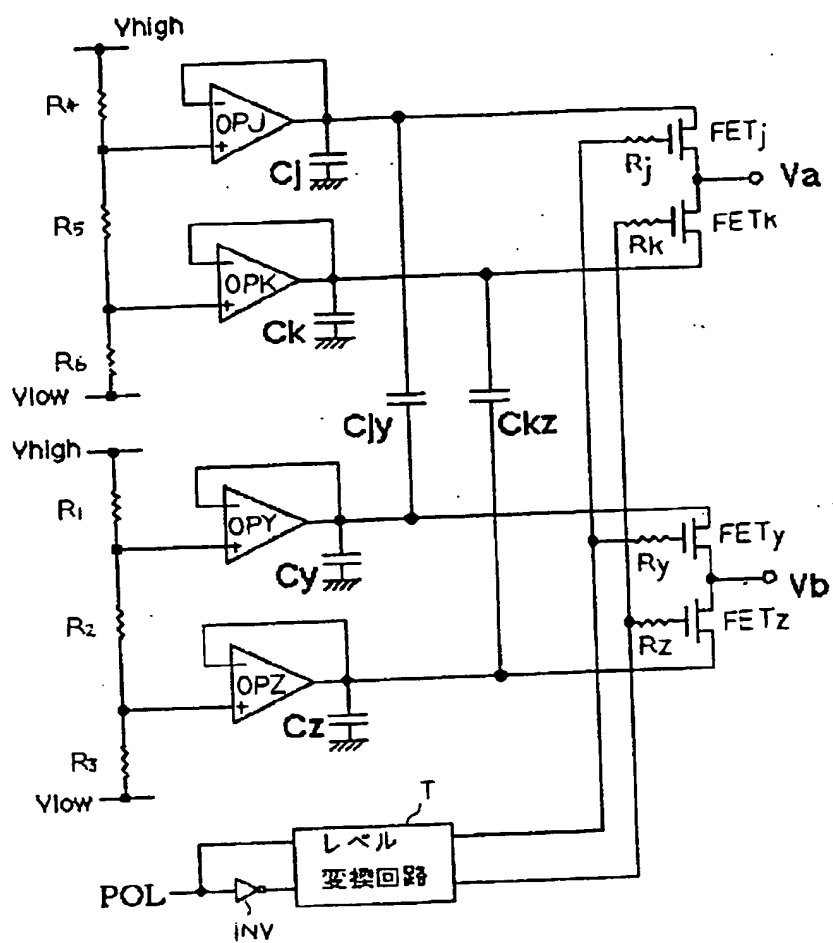 Vhigh
R4
OPJ
-
+
Cj
FETj
Rj
Va
R5
FETk
Rk
OPK
-
+
Ck
R6
Vlow
Cjy
Ckz
Vhigh
R1
OPY
-
+
Cy
FETy
Ry
Vb
R2
FETz
Rz
OPZ
-
+
Cz
R3
Vlow
T
レベル
変換回路
POL
INV